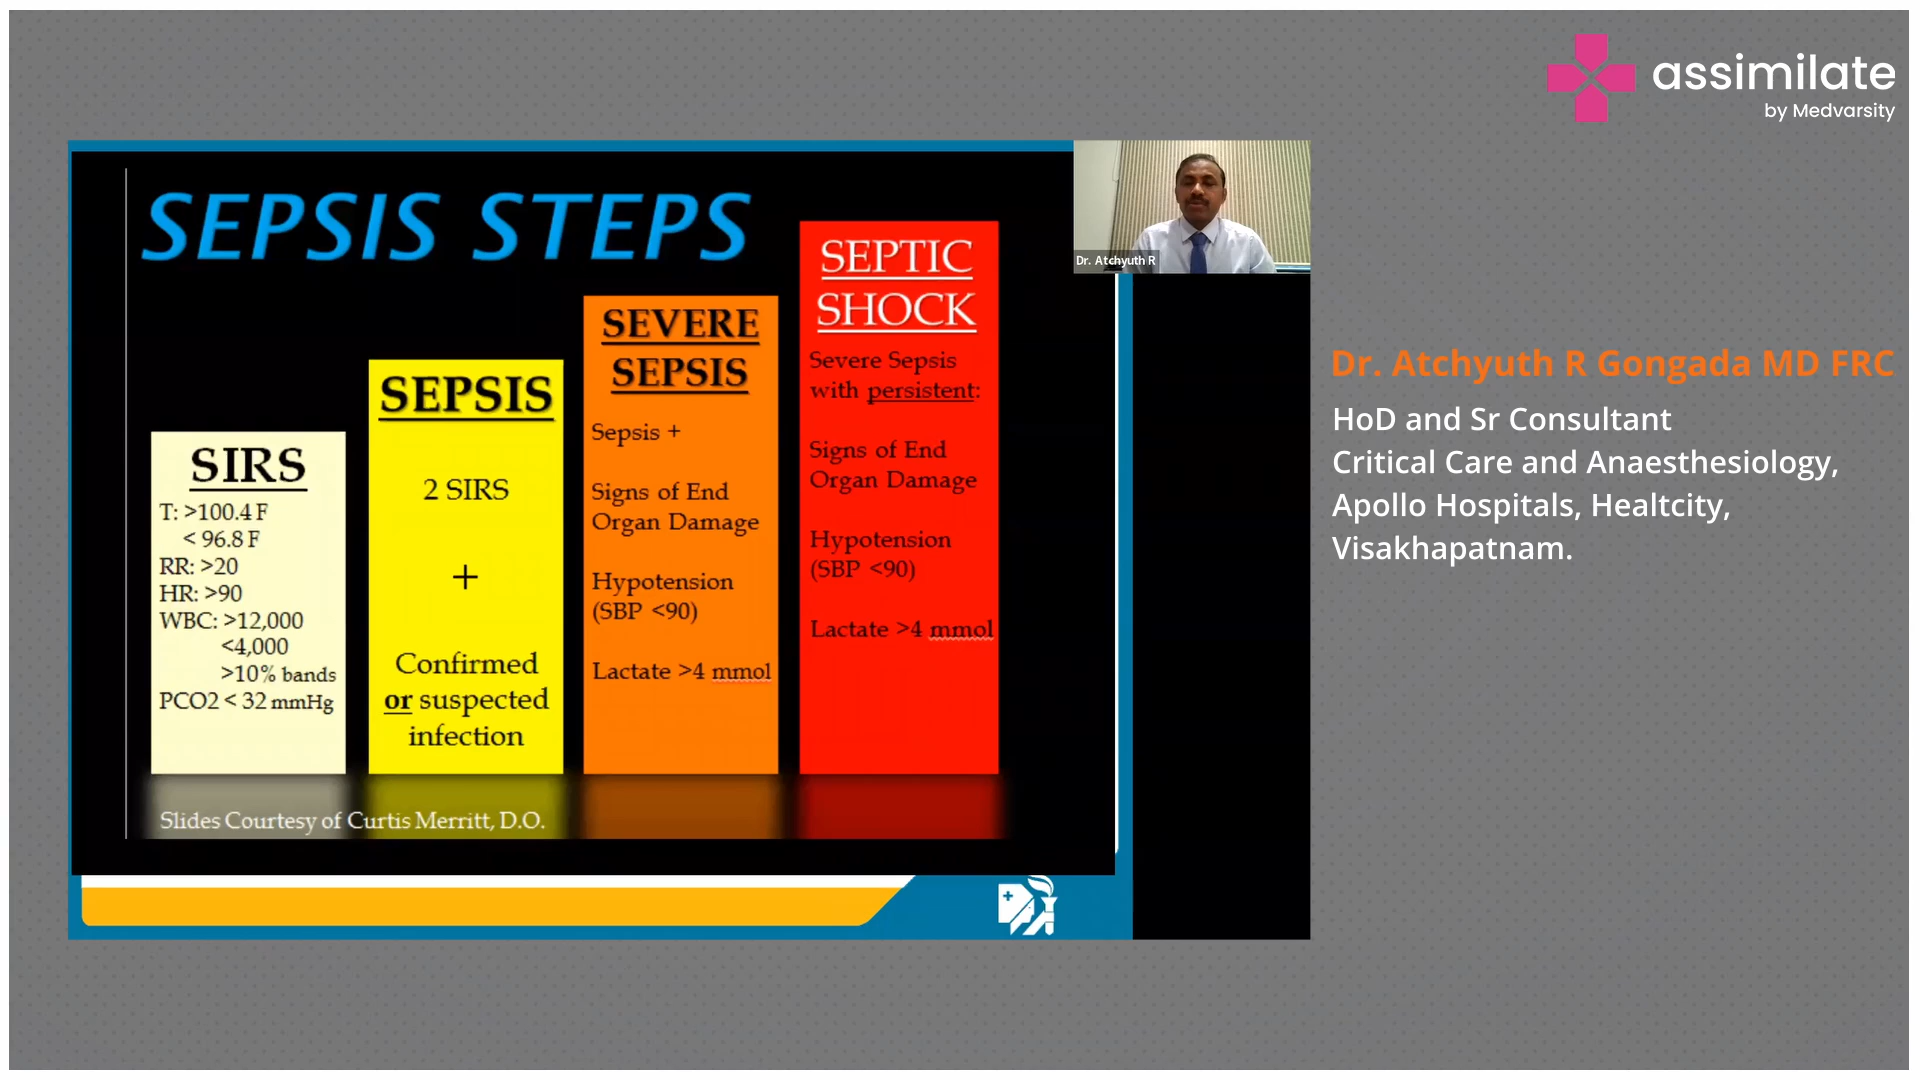 assimilate
by Medvarsity
SEPSIS STEPS
SIRS
T: >100.4 F
< 96.8 F
RR: >20
HR: >90
WBC: >12,000
<4,000
>10% bands
PCO2 < 32 mmHg
SEPSIS
2 SIRS
+
Confirmed
or suspected
infection
SEVERE
SEPSIS
Sepsis +
Signs of End
Organ Damage
Hypotension
(SBP <90)
Lactate >4 mmol
SEPTIC
SHOCK
Severe Sepsis
with persistent:
Signs of End
Organ Damage
Hypotension
(SBP <90)
Lactate >4 mmol
Slides Courtesy of Curtis Merritt, D.O.
Dr. Atchyuth R
Dr. Atchyuth R Gongada MD FRC
HoD and Sr Consultant
Critical Care and Anaesthesiology,
Apollo Hospitals, Healtcity,
Visakhapatnam.